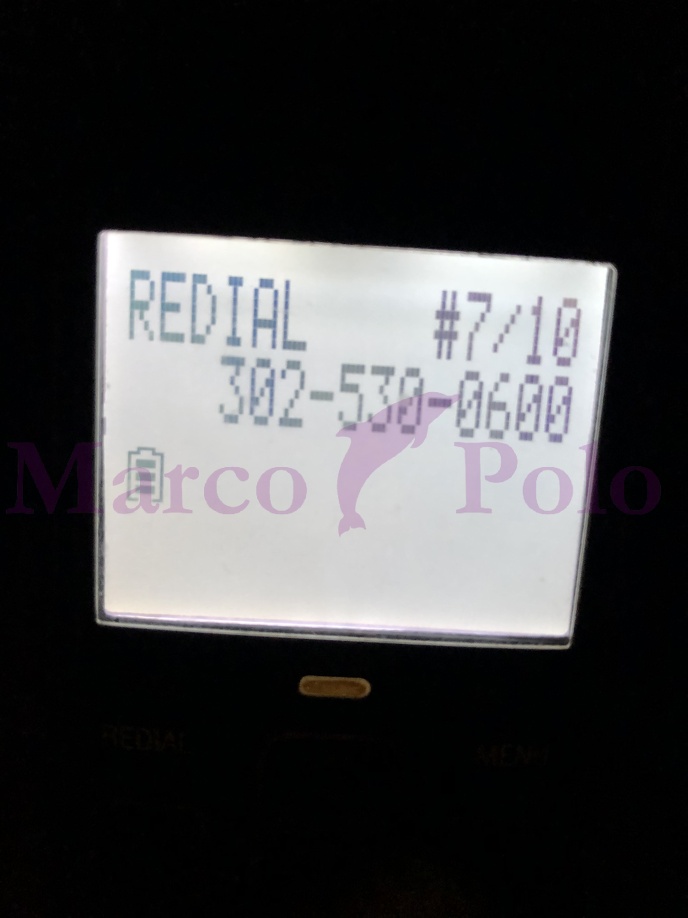 REDIAL #7/10
302-530-0600
Marco Polo
REDIAL MENU